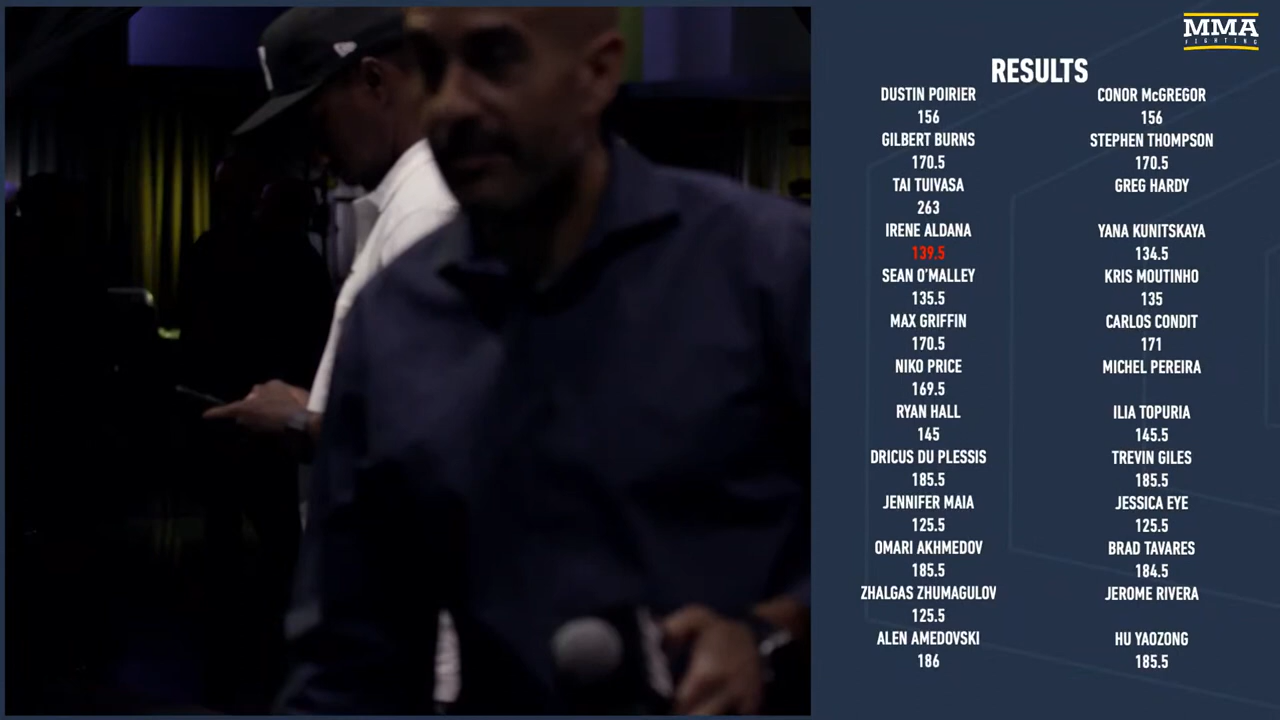 MMA
FIGHTING
RESULTS
DUSTIN POIRIER CONOR McGREGOR
156 156
GILBERT BURNS STEPHEN THOMPSON
170.5 170.5
TAI TUIVASA GREG HARDY
263
IRENE ALDANA YANA KUNITSKAYA
139.5 134.5
SEAN O'MALLEY KRIS MOUTINHO
135.5 135
MAX GRIFFIN CARLOS CONDIT
170.5 171
NIKO PRICE MICHEL PEREIRA
169.5
RYAN HALL ILIA TOPURIA
145 145.5
DRICUS DU PLESSIS TREVIN GILES
185.5 185.5
JENNIFER MAIA JESSICA EYE
125.5 125.5
OMARI AKHMEDOV BRAD TAVARES
185.5 184.5
ZHALGAS ZHUMAGULOV JEROME RIVERA
125.5
ALEN AMEDOVSKI HU YAOZONG
186 185.5